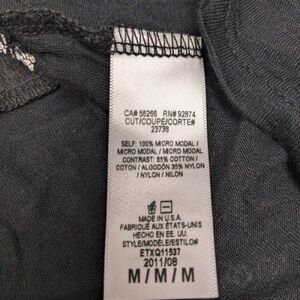 CA# 56266 RN# 92874
CUT/COUPE/CORTE#
23738
SELF: 100% MICRO MODAL /
MICRO MODAL / MICRO MODAL
CONTRAST: 65% COTTON /
COTTON / ALGODÓN 35% NYLON
/ NYLON / NILON
MADE IN U.S.A.
FABRIQUÉ AUX ÉTATS-UNIS
HECHO EN EE. UU.
STYLE/MODÈLE/ESTILO#
ETXQ11537
2011/08
M / M / M